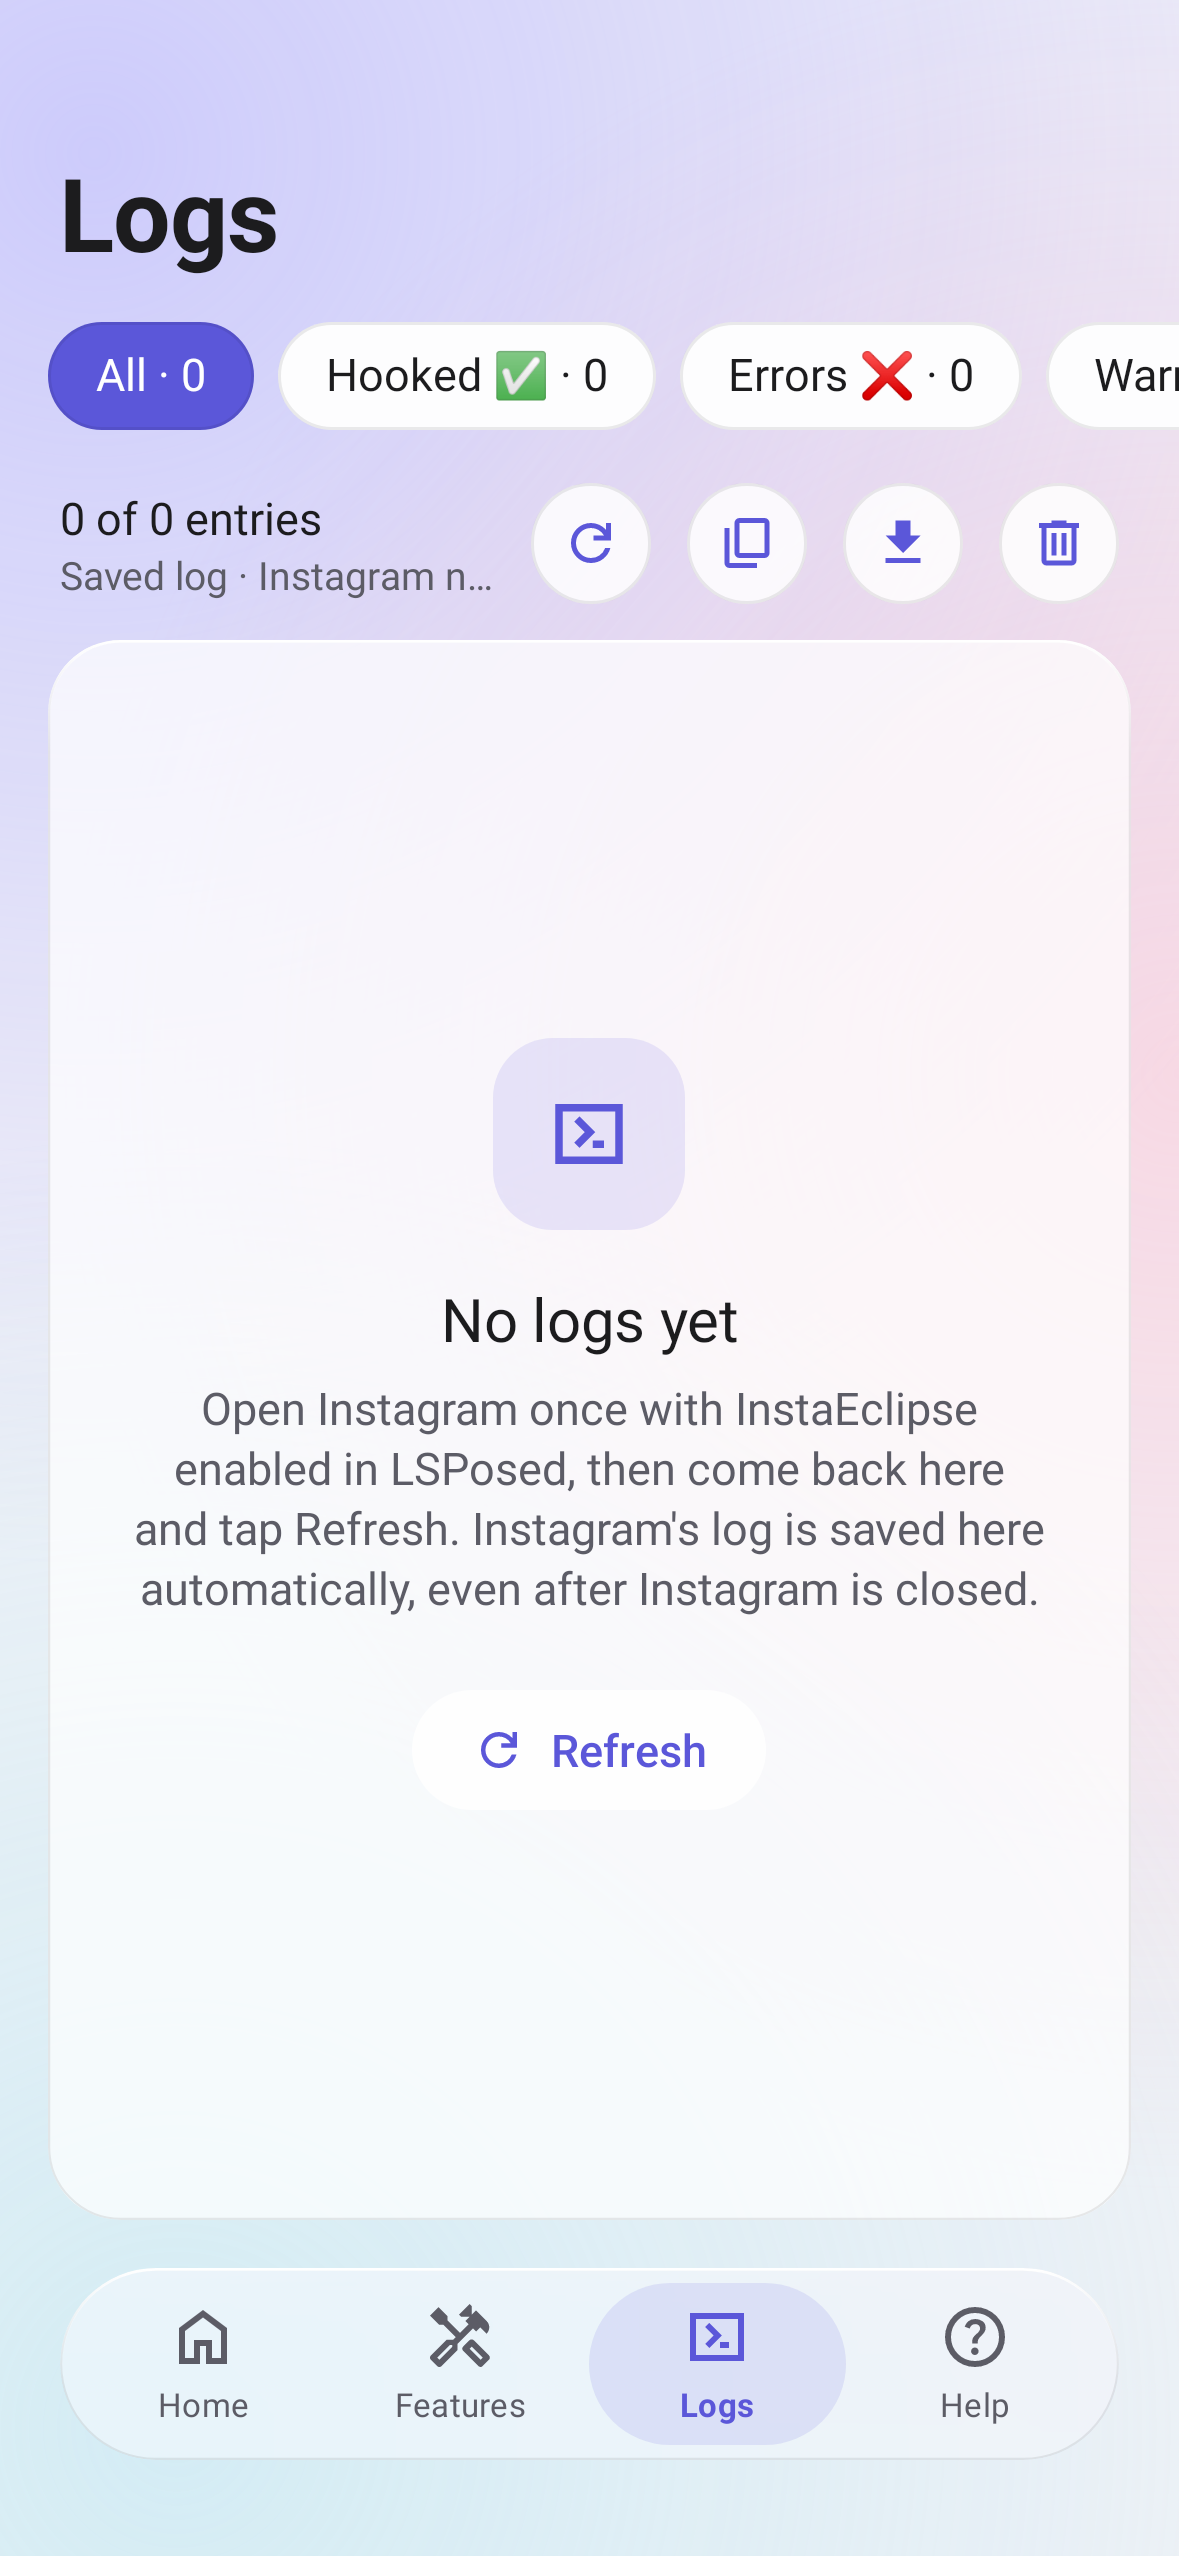 Logs
All · 0
Hooked ✅ · 0
Errors ❌ · 0
0 of 0 entries
Saved log · Instagram n…
No logs yet
Open Instagram once with InstaEclipse
enabled in LSPosed, then come back here
and tap Refresh. Instagram's log is saved here
automatically, even after Instagram is closed.
Refresh
Home
Features
Logs
Help